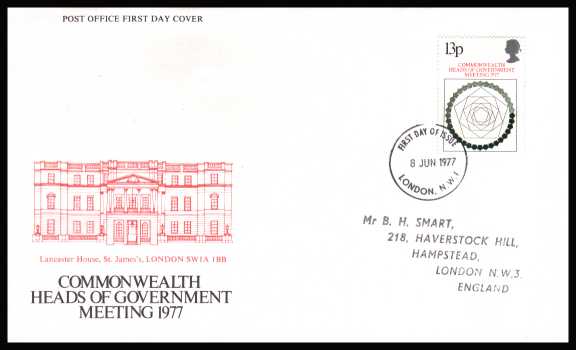 POST OFFICE FIRST DAY COVER
13p
COMMONWEALTH
HEADS OF GOVERNMENT
MEETING 1977
FIRST DAY OF ISSUE
8 JUN 1977
LONDON, N.W.1
Mr B. H. SMART,
218, HAVERSTOCK HILL,
HAMPSTEAD,
LONDON N.W.3.
ENGLAND
Lancaster House, St. James's, LONDON SW1A 1BB
COMMONWEALTH
HEADS OF GOVERNMENT
MEETING 1977